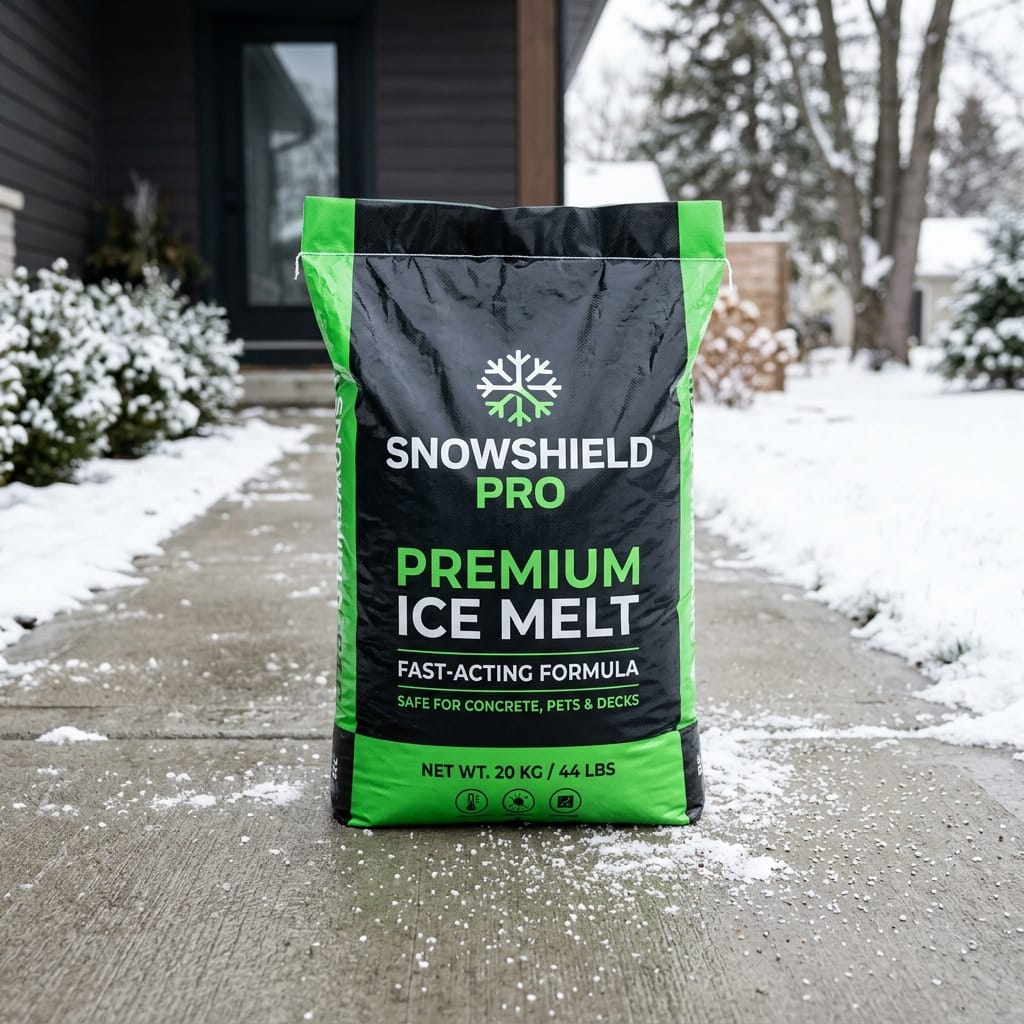 SNOWSHIELD
PRO
PREMIUM
ICE MELT
FAST-ACTING FORMULA
SAFE FOR CONCRETE, PETS & DECKS
NET WT. 20 KG / 44 LBS